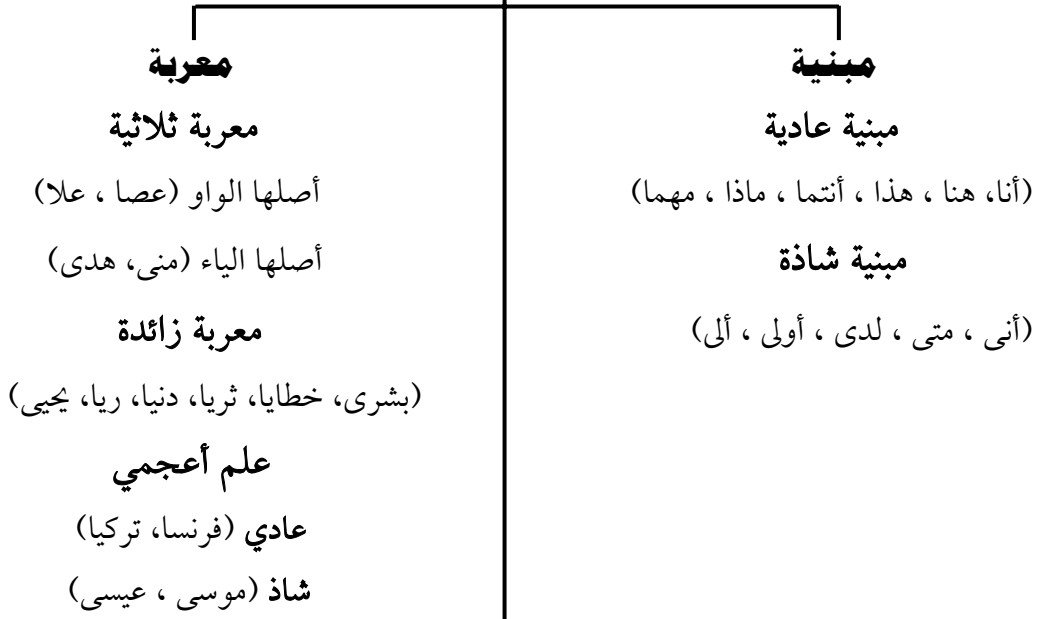 مبنية
مبنية عادية
(أنا، هنا ، هذا ، أنتما ، ماذا ، مهما)
مبنية شاذة
(أنى ، متى ، لدى ، أولى ، ألى)
معربة
معربة ثلاثية
أصلها الواو (عصا ، علا)
أصلها الياء (منى، هدى)
معربة زائدة
(بشرى، خطايا، ثريا، دنيا، ريا، يحيى)
علم أعجمي
عادي (فرنسا، تركيا)
شاذ (موسى ، عيسى)